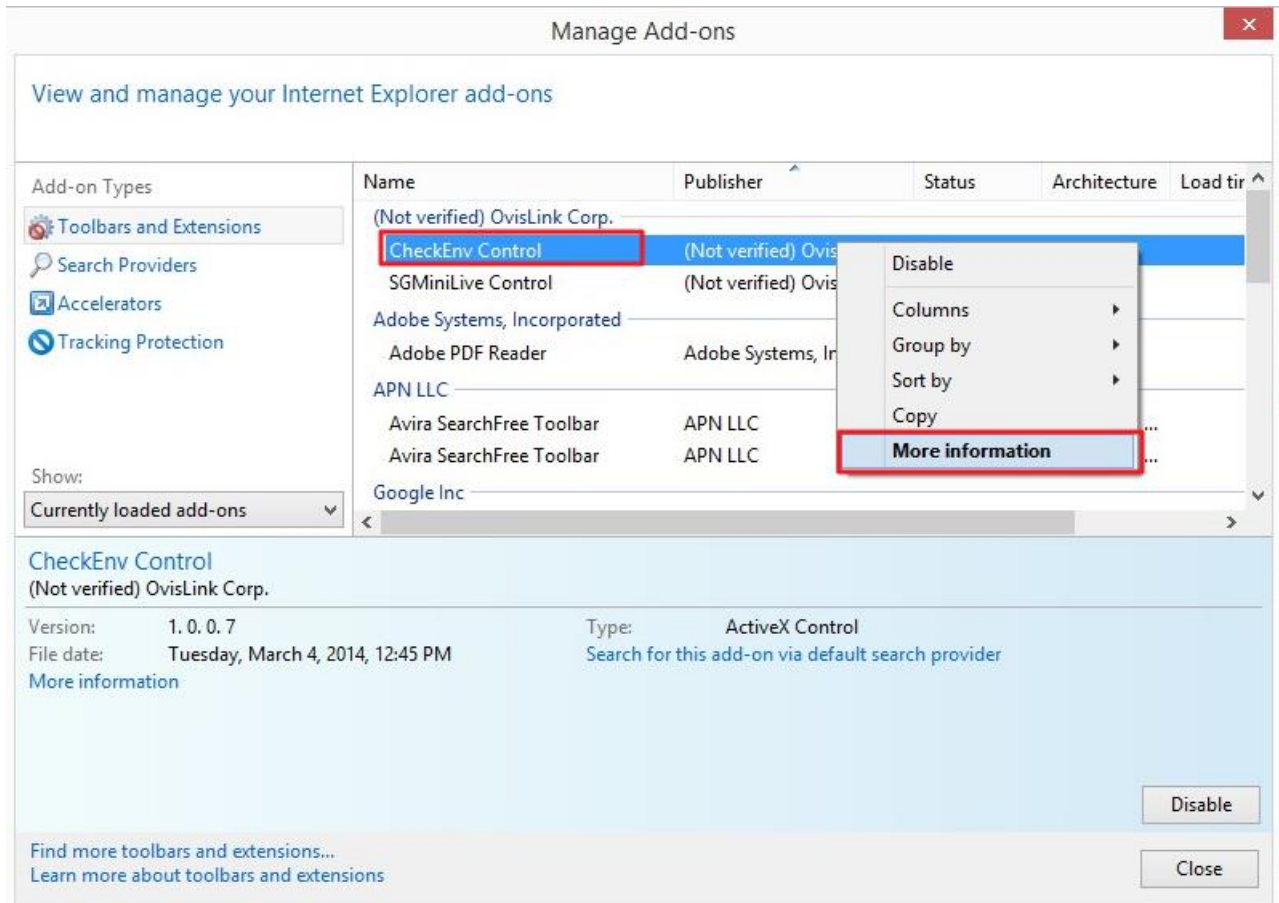 Manage Add-ons
View and manage your Internet Explorer add-ons
Add-on Types
Toolbars and Extensions
Search Providers
Accelerators
Tracking Protection
Show:
Currently loaded add-ons
Name Publisher Status Architecture Load tir
(Not verified) OvisLink Corp.
CheckEnv Control (Not verified) Ovis
SGMiniLive Control (Not verified) Ovis
Adobe Systems, Incorporated
Adobe PDF Reader Adobe Systems, Ir
APN LLC
Avira SearchFree Toolbar APN LLC ...
Avira SearchFree Toolbar APN LLC ...
Google Inc
Disable
Columns
Group by
Sort by
Copy
More information
CheckEnv Control
(Not verified) OvisLink Corp.
Version: 1. 0. 0. 7 Type: ActiveX Control
File date: Tuesday, March 4, 2014, 12:45 PM Search for this add-on via default search provider
More information
Disable
Find more toolbars and extensions...
Learn more about toolbars and extensions
Close